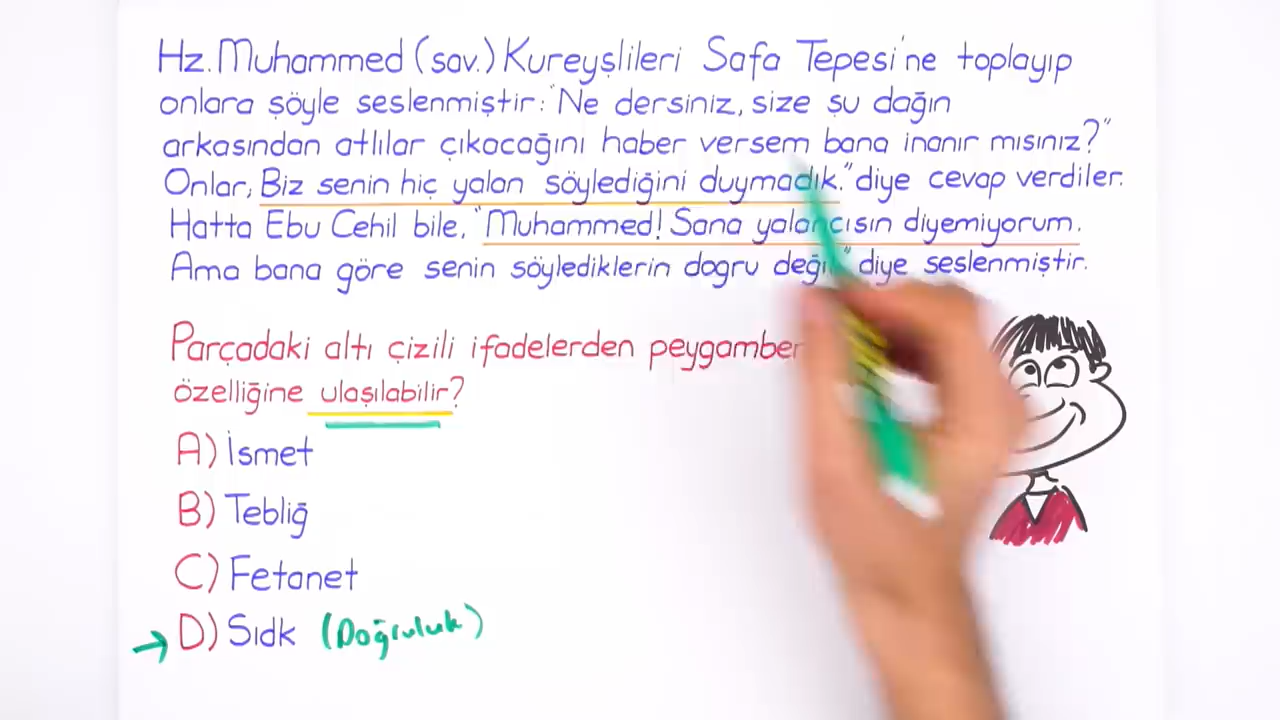 Hz. Muhammed (sav.) Kureyşlileri Safa Tepesi'ne toplayıp
onlara şöyle seslenmiştir: "Ne dersiniz, size şu dağın
arkasından atlılar çıkacağını haber versem bana inanır mısınız?"
Onlar, Biz senin hiç yalan söylediğini duymadık." diye cevap verdiler.
Hatta Ebu Cehil bile, "Muhammed! Sana yalancısın diyemiyorum.
Ama bana göre senin söylediklerin dogru değil" diye seslenmiştir.
Parçadaki altı çizili ifadelerden peygamber
özelliğine ulaşılabilir?
A) İsmet
B) Tebliğ
C) Fetanet
→ D) Sıdk (Doğruluk)